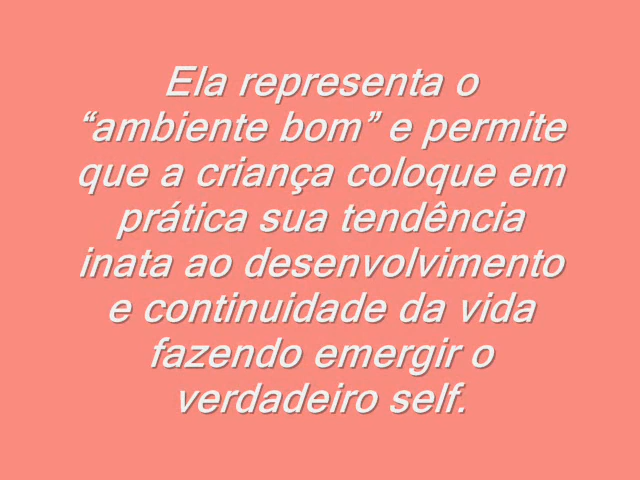 Ela representa o
“ambiente bom” e permite
que a criança coloque em
prática sua tendência
inata ao desenvolvimento
e continuidade da vida
fazendo emergir o
verdadeiro self.